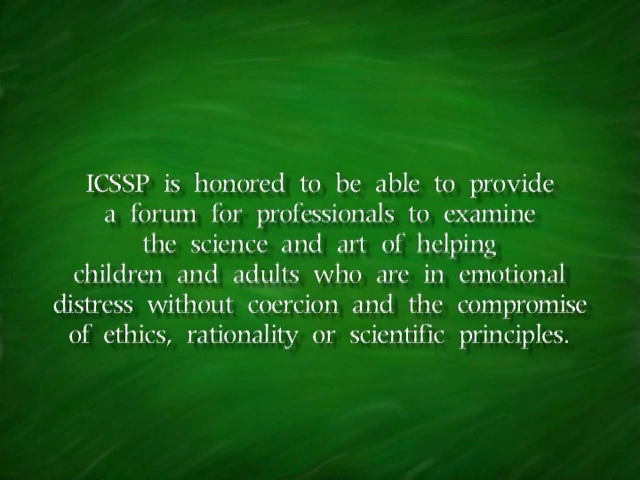 ICSSP is honored to be able to provide
a forum for professionals to examine
the science and art of helping
children and adults who are in emotional
distress without coercion and the compromise
of ethics, rationality or scientific principles.